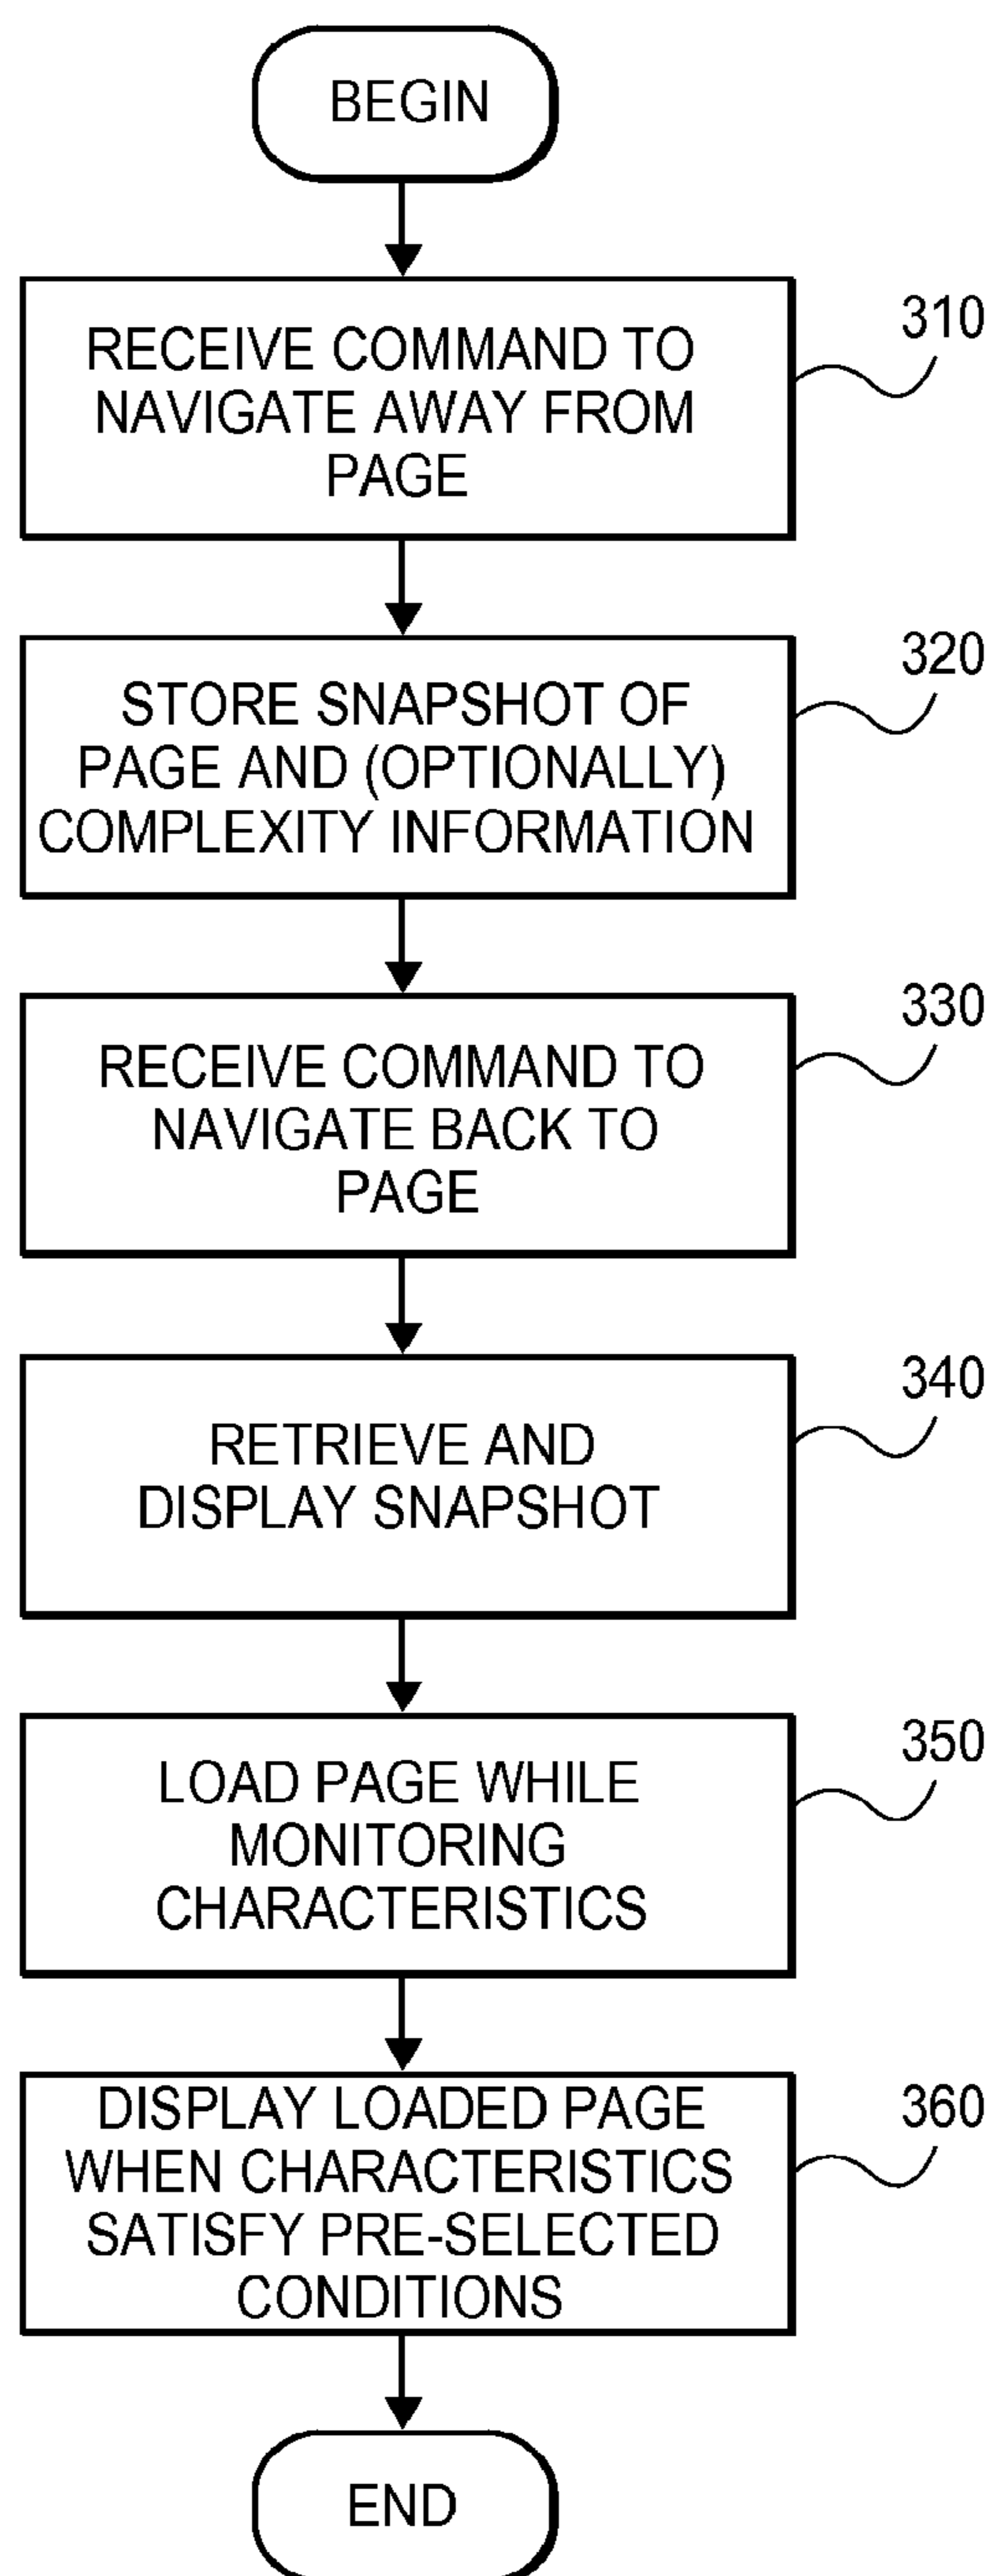 BEGIN
RECEIVE COMMAND TO
NAVIGATE AWAY FROM
PAGE
310
STORE SNAPSHOT OF
PAGE AND (OPTIONALLY)
COMPLEXITY INFORMATION
320
RECEIVE COMMAND TO
NAVIGATE BACK TO
PAGE
330
RETRIEVE AND
DISPLAY SNAPSHOT
340
LOAD PAGE WHILE
MONITORING
CHARACTERISTICS
350
DISPLAY LOADED PAGE
WHEN CHARACTERISTICS
SATISFY PRE-SELECTED
CONDITIONS
360
END